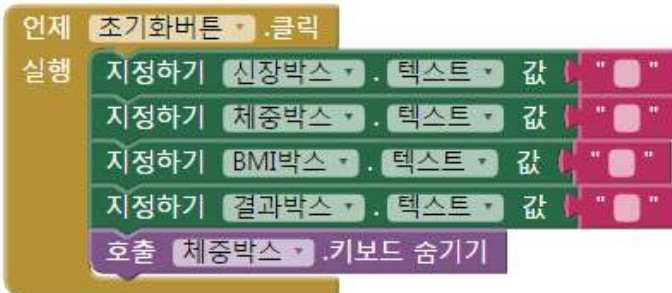 언제 초기화버튼 .클릭
실행 지정하기 신장박스 . 텍스트 값 " "
지정하기 체중박스 . 텍스트 값 " "
지정하기 BMI박스 . 텍스트 값 " "
지정하기 결과박스 . 텍스트 값 " "
호출 체중박스 .키보드 숨기기